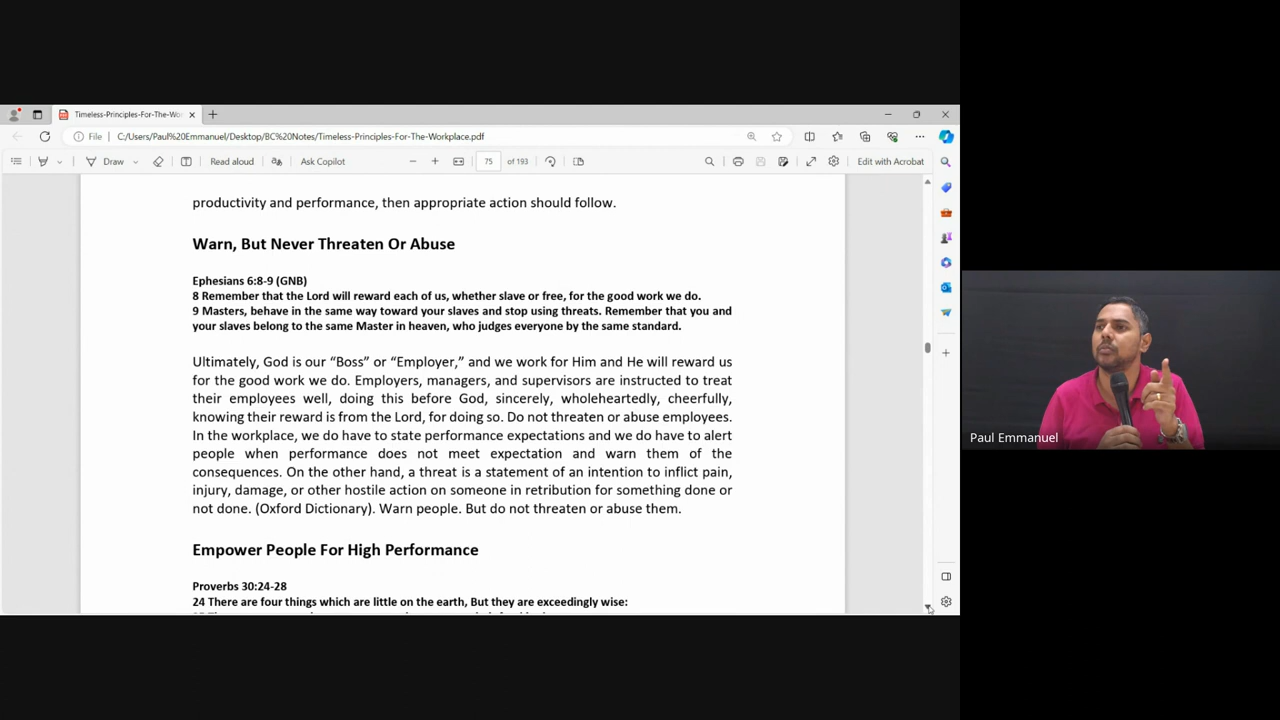 Timeless-Principles-For-The-Wo
File
C:/Users/Paul%20Emmanuel/Desktop/BC%20Notes/Timeless-Principles-For-The-Workplace.pdf
Draw
Read aloud
Ask Copilot
75 of 193
Edit with Acrobat
productivity and performance, then appropriate action should follow.
Warn, But Never Threaten Or Abuse
Ephesians 6:8-9 (GNB)
8 Remember that the Lord will reward each of us, whether slave or free, for the good work we do.
9 Masters, behave in the same way toward your slaves and stop using threats. Remember that you and
your slaves belong to the same Master in heaven, who judges everyone by the same standard.
Ultimately, God is our “Boss” or “Employer,” and we work for Him and He will reward us
for the good work we do. Employers, managers, and supervisors are instructed to treat
their employees well, doing this before God, sincerely, wholeheartedly, cheerfully,
knowing their reward is from the Lord, for doing so. Do not threaten or abuse employees.
In the workplace, we do have to state performance expectations and we do have to alert
people when performance does not meet expectation and warn them of the
consequences. On the other hand, a threat is a statement of an intention to inflict pain,
injury, damage, or other hostile action on someone in retribution for something done or
not done. (Oxford Dictionary). Warn people. But do not threaten or abuse them.
Empower People For High Performance
Proverbs 30:24-28
24 There are four things which are little on the earth, But they are exceedingly wise:
Paul Emmanuel